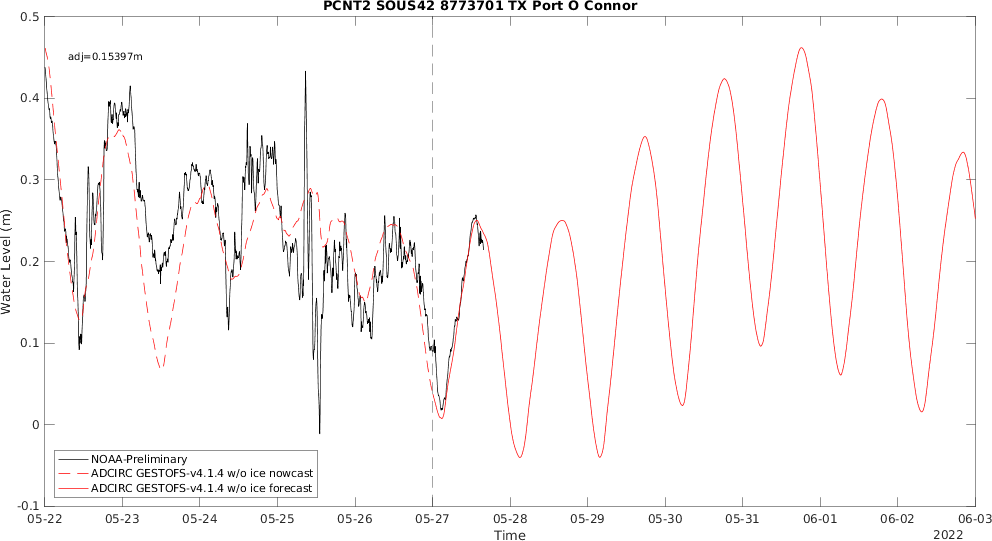 PCNT2 SOUS42 8773701 TX Port O Connor
0.5
adj=0.15397m
0.4
0.3
0.2
0.1
0
-0.1
Water Level (m)
NOAA-Preliminary
ADCIRC GESTOFS-v4.1.4 w/o ice nowcast
ADCIRC GESTOFS-v4.1.4 w/o ice forecast
05-22 05-23 05-24 05-25 05-26 05-27 05-28 05-29 05-30 05-31 06-01 06-02 06-03
Time
2022